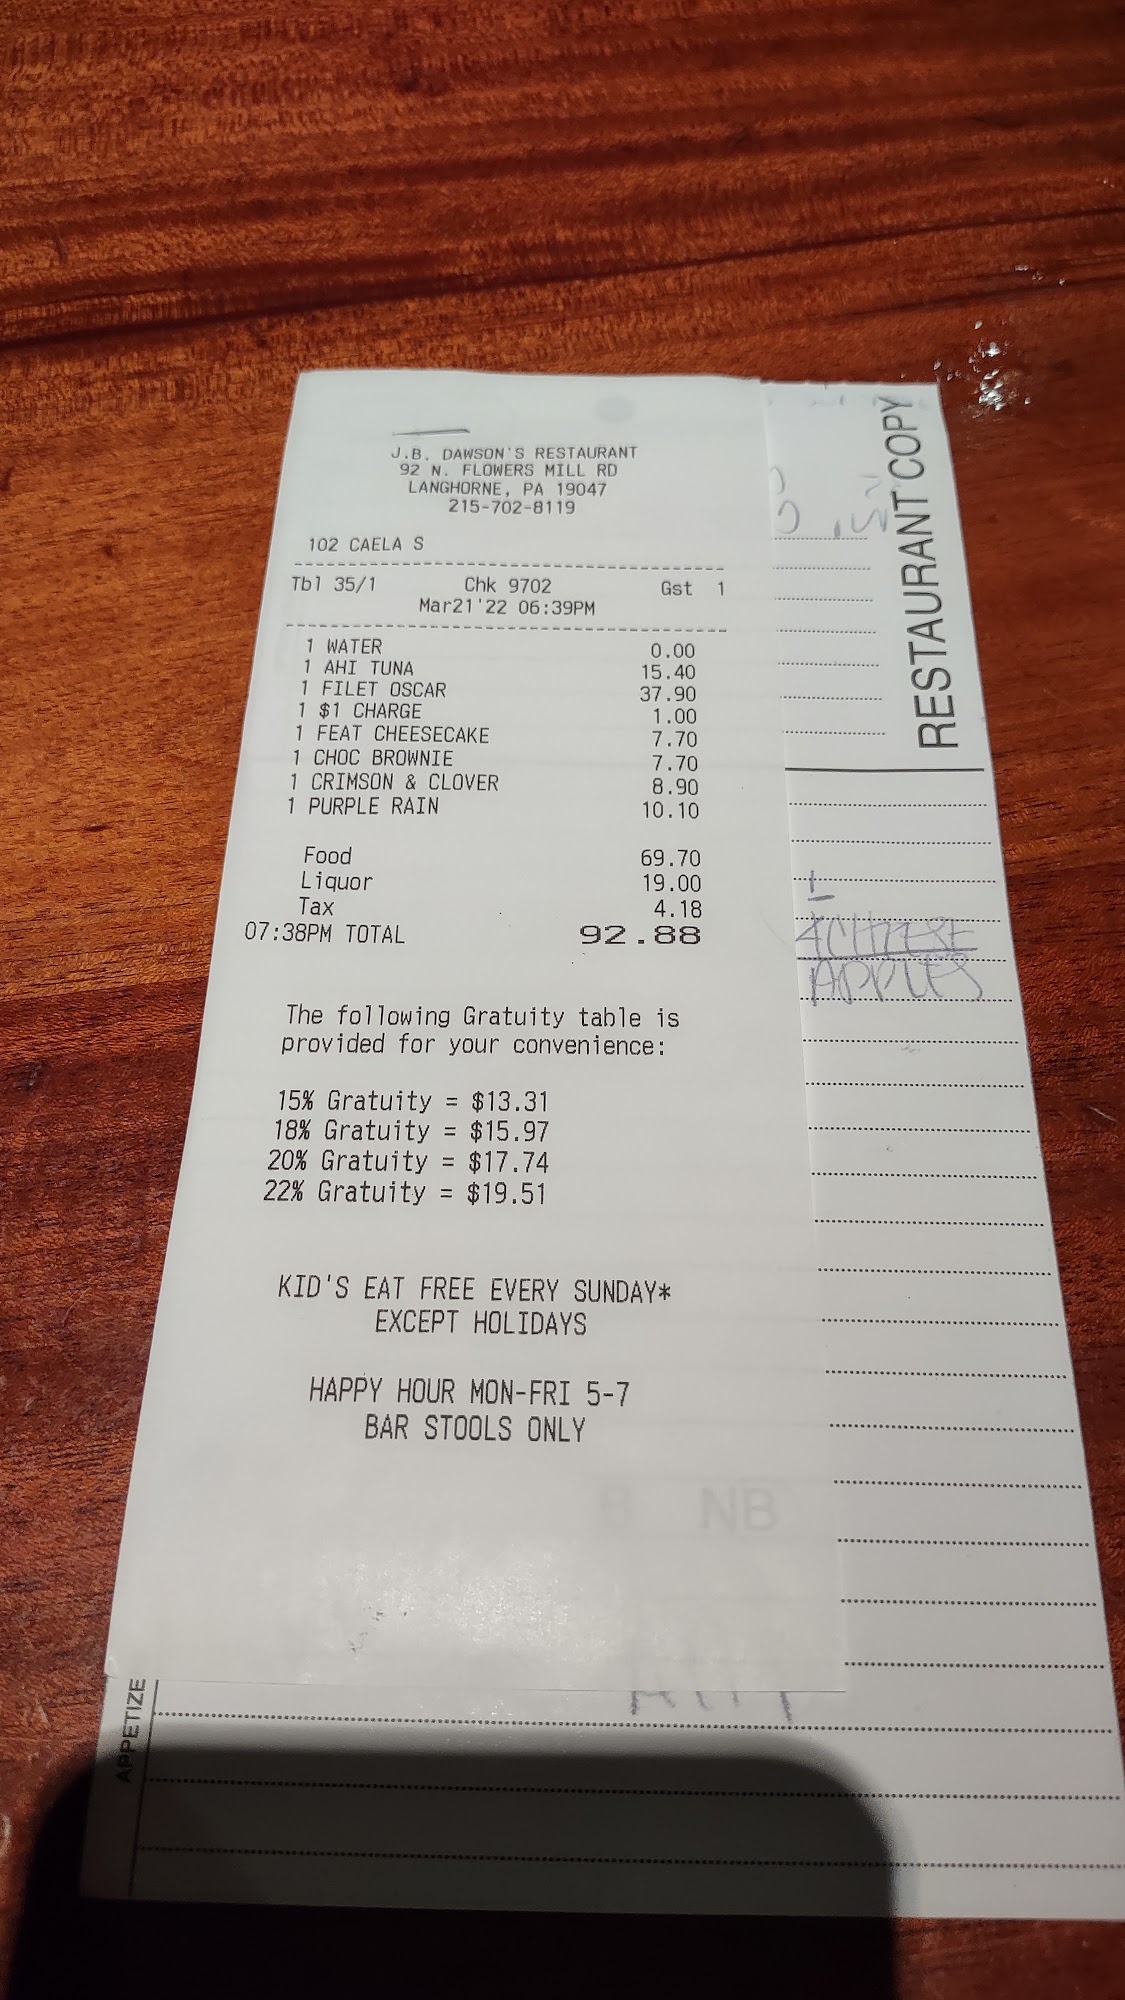 J.B. DAWSON'S RESTAURANT
92 N. FLOWERS MILL RD
LANGHORNE, PA 19047
215-702-8119
102 CAELA S
Tbl 35/1 Chk 9702 Gst 1
Mar21'22 06:39PM
1 WATER 0.00
1 AHI TUNA 15.40
1 FILET OSCAR 37.90
1 $1 CHARGE 1.00
1 FEAT CHEESECAKE 7.70
1 CHOC BROWNIE 7.70
1 CRIMSON & CLOVER 8.90
1 PURPLE RAIN 10.10
Food 69.70
Liquor 19.00
Tax 4.18
07:38PM TOTAL 92.88
The following Gratuity table is
provided for your convenience:
15% Gratuity = $13.31
18% Gratuity = $15.97
20% Gratuity = $17.74
22% Gratuity = $19.51
KID'S EAT FREE EVERY SUNDAY*
EXCEPT HOLIDAYS
HAPPY HOUR MON-FRI 5-7
BAR STOOLS ONLY
RESTAURANT COPY
CHEESE
APPLES
NB
APPETIZE